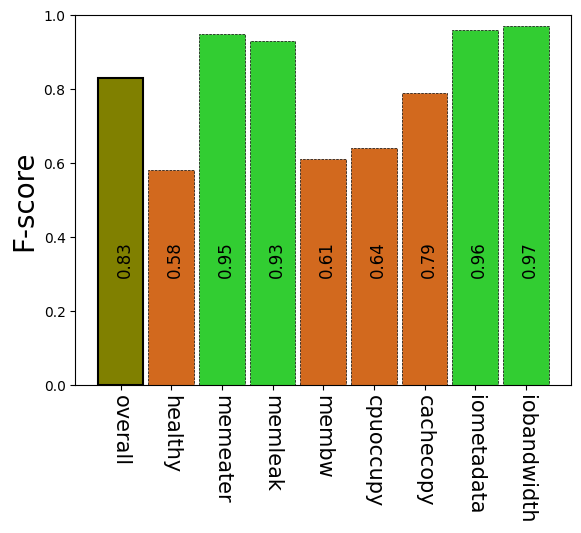 F-score
1.0
0.8
0.6
0.4
0.2
0.0
0.83
0.58
0.95
0.93
0.61
0.64
0.79
0.96
0.97
overall
healthy
memeater
memleak
membw
cpuoccupy
cachecopy
iometadata
iobandwidth